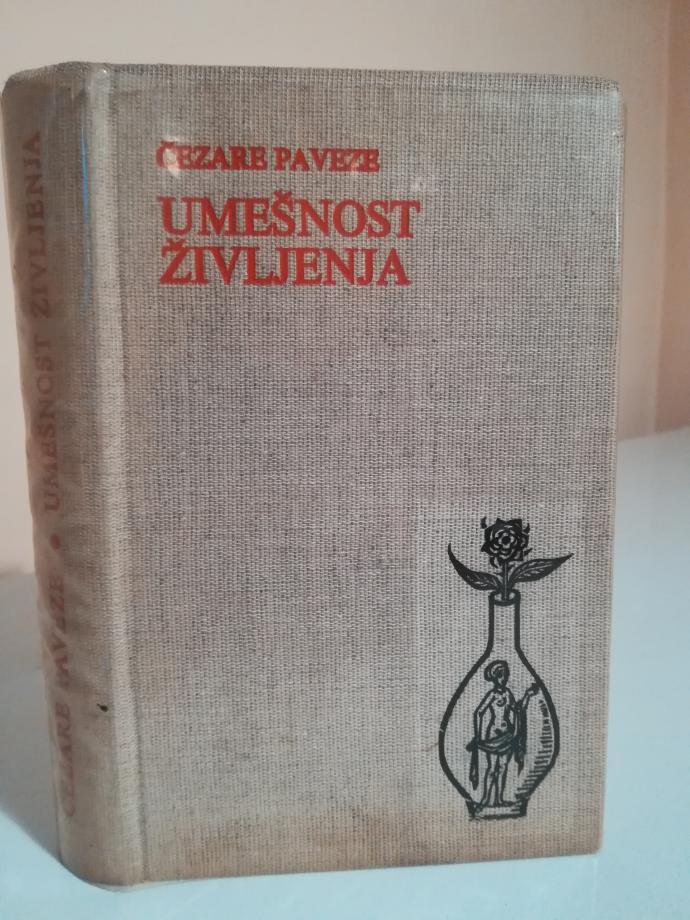 ČEZARE PAVEZE
UMEŠNOST
ŽIVLJENJA
ČEZARE PAVEZE • UMEŠNOST ŽIVLJENJA